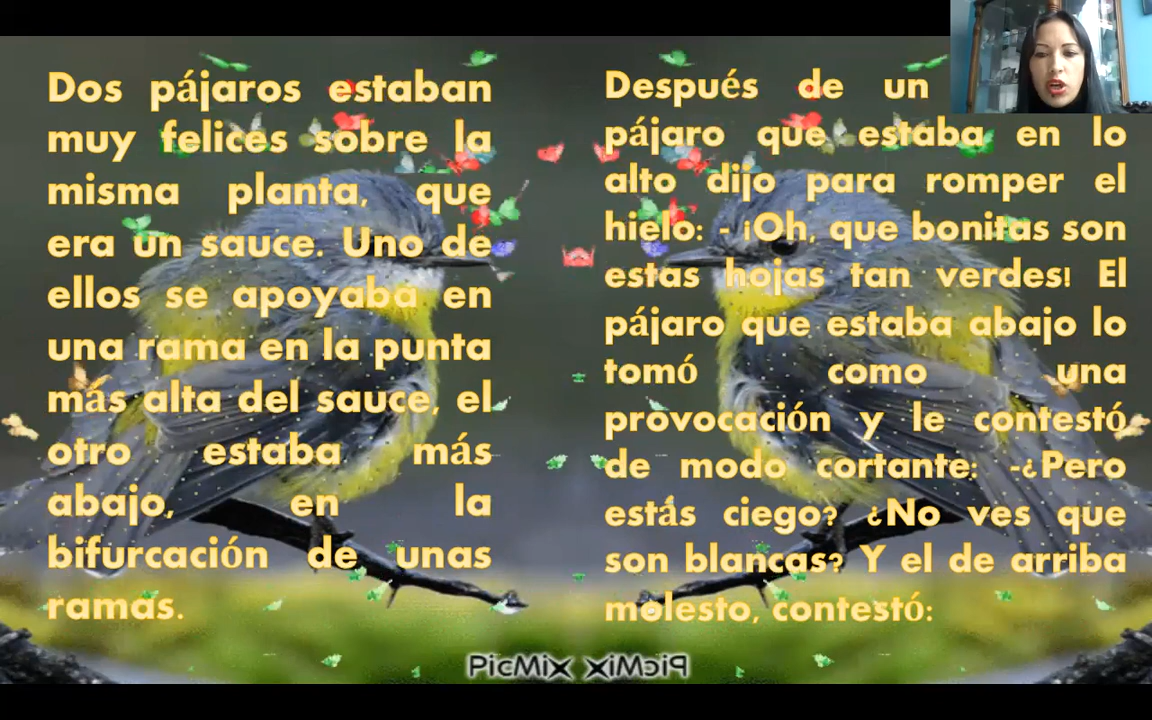 Dos pájaros estaban
muy felices sobre la
misma planta, que
era un sauce. Uno de
ellos se apoyaba en
una rama en la punta
más alta del sauce, el
otro estaba más
abajo, en la
bifurcación de unas
ramas.
Después de un
pájaro que estaba en lo
alto dijo para romper el
hielo: - ¡Oh, que bonitas son
estas hojas tan verdes! El
pájaro que estaba abajo lo
tomó como una
provocación y le contestó
de modo cortante: -¿Pero
estás ciego? ¿No ves que
son blancas? Y el de arriba
molesto, contestó:
PicMix PicMix